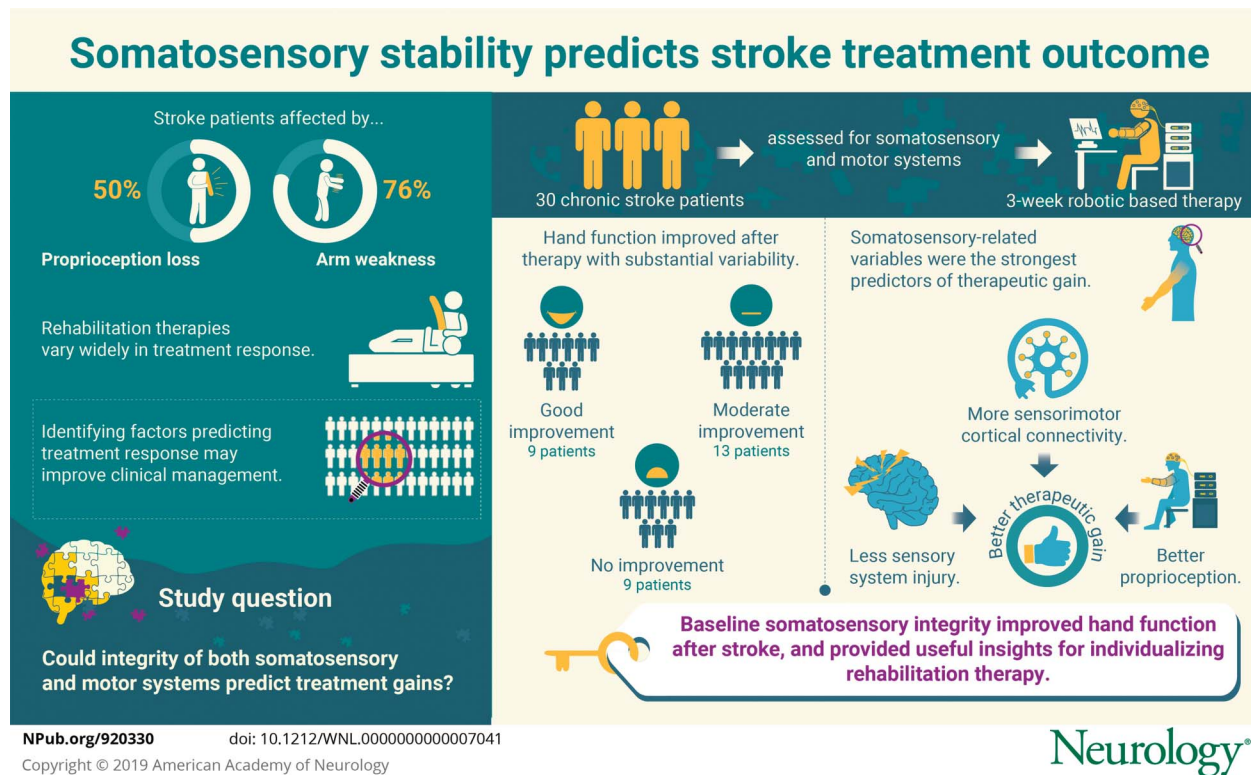 Somatosensory stability predicts stroke treatment outcome
Stroke patients affected by...
50%
76%
Proprioception loss
Arm weakness
Rehabilitation therapies
vary widely in treatment response.
Identifying factors predicting
treatment response may
improve clinical management.
Study question
Could integrity of both somatosensory
and motor systems predict treatment gains?
30 chronic stroke patients
assessed for somatosensory
and motor systems
3-week robotic based therapy
Hand function improved after
therapy with substantial variability.
Good
improvement
9 patients
Moderate
improvement
13 patients
No improvement
9 patients
Somatosensory-related
variables were the strongest
predictors of therapeutic gain.
More sensorimotor
cortical connectivity.
Less sensory
system injury.
Better therapeutic gain
Better
proprioception.
Baseline somatosensory integrity improved hand function
after stroke, and provided useful insights for individualizing
rehabilitation therapy.
NPub.org/920330
doi: 10.1212/WNL.0000000000007041
Copyright © 2019 American Academy of Neurology
Neurology®